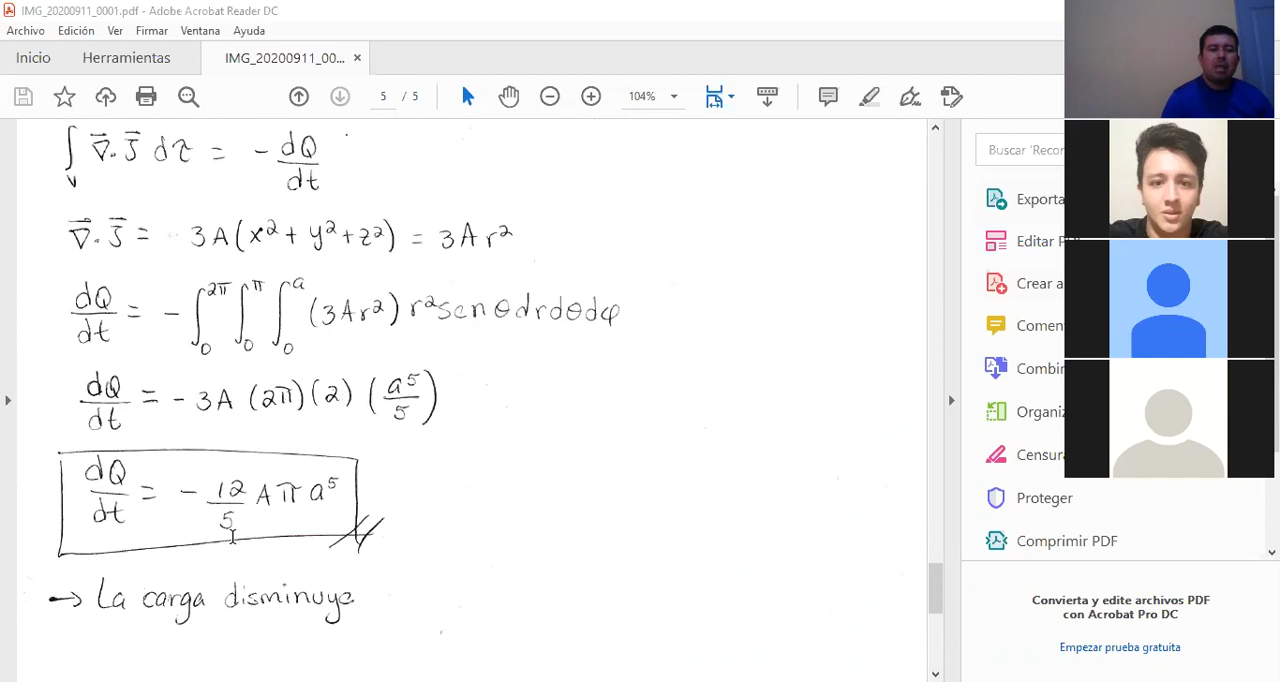 IMG_20200911_0001.pdf - Adobe Acrobat Reader DC
Archivo Edición Ver Firmar Ventana Ayuda
Inicio Herramientas IMG_20200911_00... ×
5 / 5 104%
∫_V ∇⃗·J⃗ dτ = - dQ/dt
∇⃗·J⃗ = 3A(x² + y² + z²) = 3Ar²
dQ/dt = - ∫₀^2π ∫₀^π ∫₀^a (3Ar²) r² sen θ dr dθ dφ
dQ/dt = - 3A (2π)(2) (a⁵/5)
dQ/dt = - 12/5 A π a⁵
→ La carga disminuye
Buscar 'Recor
Exporta
Editar P
Crear a
Comen
Combin
Organiz
Censura
Proteger
Comprimir PDF
Convierta y edite archivos PDF
con Acrobat Pro DC
Empezar prueba gratuita